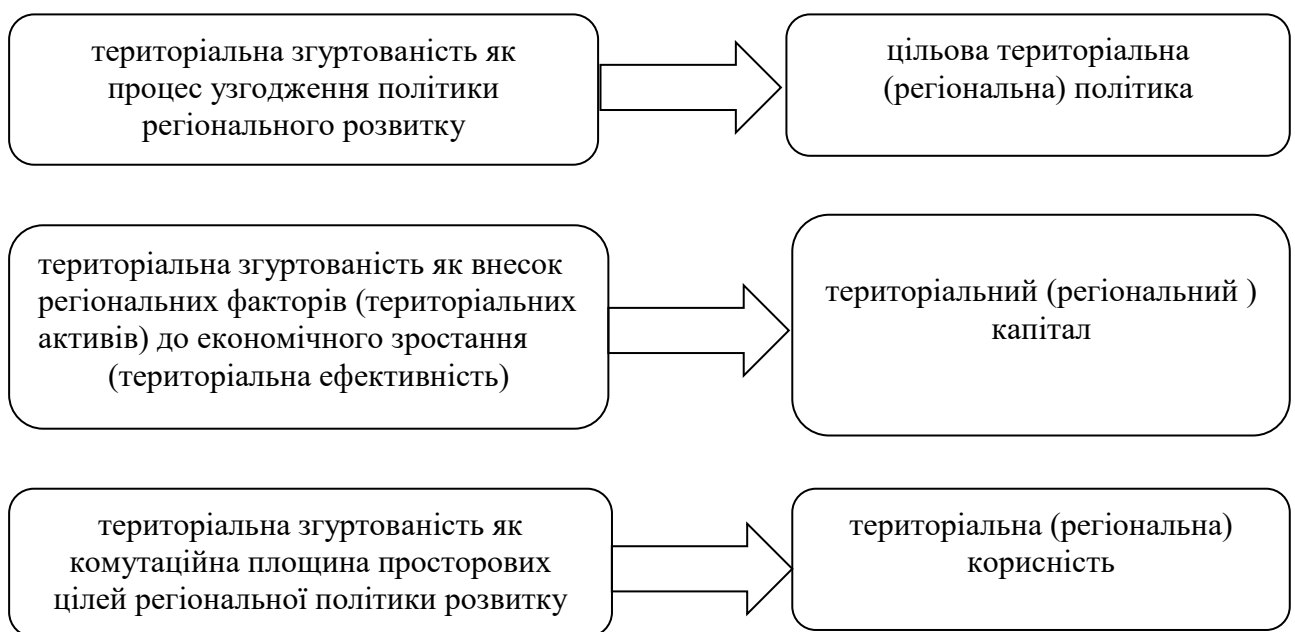 територіальна згуртованість як
процес узгодження політики
регіонального розвитку
цільова територіальна
(регіональна) політика
територіальна згуртованість як внесок
регіональних факторів (територіальних
активів) до економічного зростання
(територіальна ефективність)
територіальний (регіональний )
капітал
територіальна згуртованість як
комутаційна площина просторових
цілей регіональної політики розвитку
територіальна (регіональна)
корисність